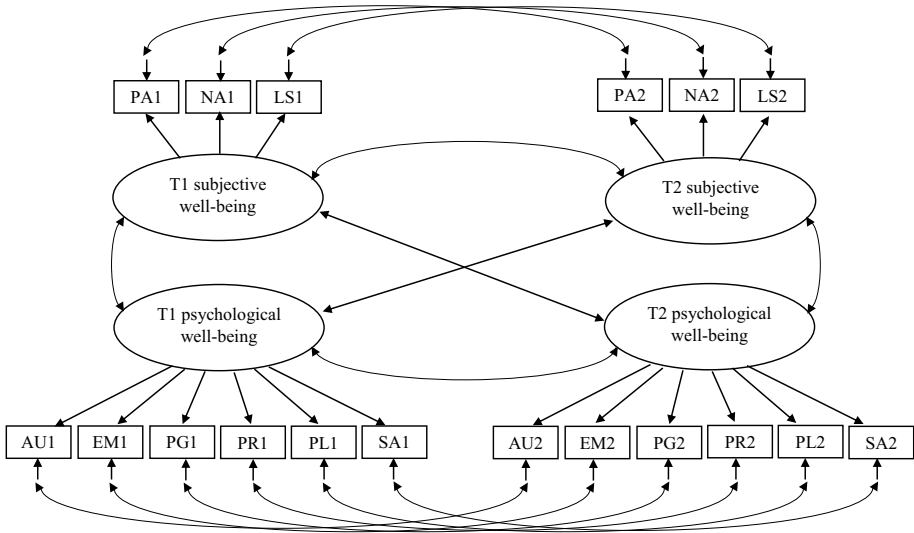 PA1
NA1
LS1
PA2
NA2
LS2
T1 subjective
well-being
T2 subjective
well-being
T1 psychological
well-being
T2 psychological
well-being
AU1
EM1
PG1
PR1
PL1
SA1
AU2
EM2
PG2
PR2
PL2
SA2